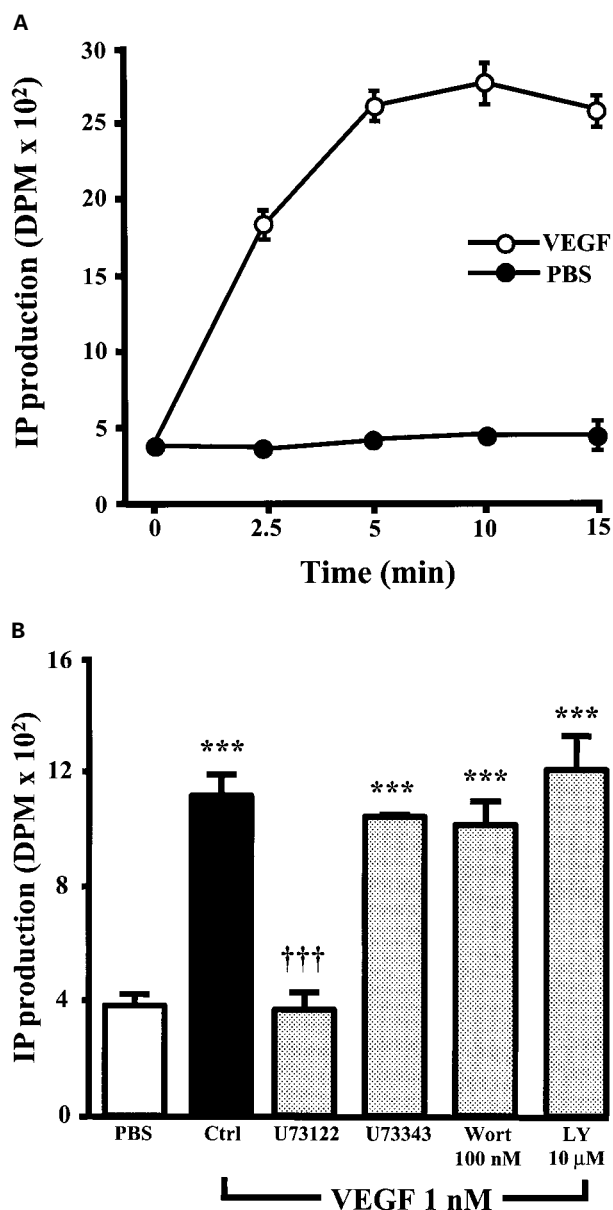 A
IP production (DPM x 10²)
30
25
20
15
10
5
0
VEGF
PBS
0 2.5 5 10 15
Time (min)
B
IP production (DPM x 10²)
16
12
8
4
0
***
†††
***
***
***
PBS Ctrl U73122 U73343 Wort LY
100 nM 10 µM
VEGF 1 nM